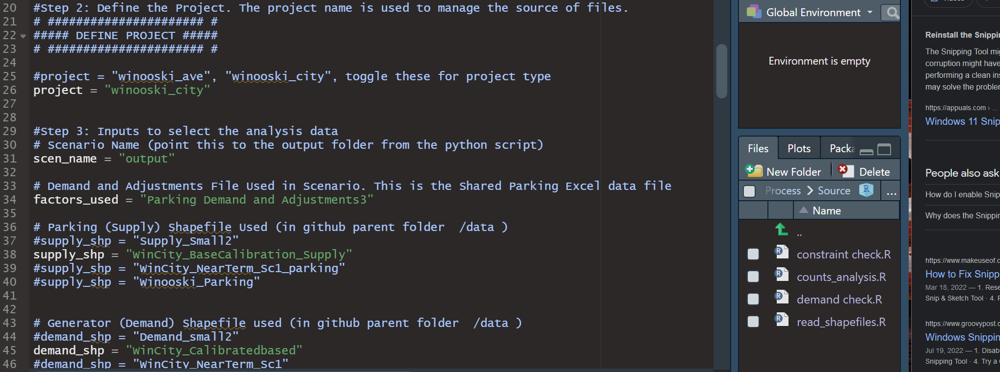 20 #Step 2: Define the Project. The project name is used to manage the source of files.
21 # ###################### #
22 ##### DEFINE PROJECT #####
23 # ###################### #
24
25 #project = "winooski_ave", "winooski_city", toggle these for project type
26 project = "winooski_city"
27
28
29 #Step 3: Inputs to select the analysis data
30 # Scenario Name (point this to the output folder from the python script)
31 scen_name = "output"
32
33 # Demand and Adjustments File Used in Scenario. This is the Shared Parking Excel data file
34 factors_used = "Parking Demand and Adjustments3"
35
36 # Parking (Supply) Shapefile Used (in github parent folder  /data )
37 #supply_shp = "Supply_Small2"
38 supply_shp = "WinCity_BaseCalibration_Supply"
39 #supply_shp = "WinCity_NearTerm_Sc1_parking"
40 #supply_shp = "Winooski_Parking"
41
42
43 # Generator (Demand) Shapefile used (in github parent folder  /data )
44 #demand_shp = "Demand_small2"
45 demand_shp = "WinCity_Calibratedbased"
46 #demand_shp = "WinCity_NearTerm_Sc1"
Global Environment
Environment is empty
Files Plots Packa
New Folder Delete
Process Source ...
Name
..
constraint check.R
counts_analysis.R
demand check.R
read_shapefiles.R
Reinstall the Snippi
The Snipping Tool mi
corruption might have
performing a clean ins
may solve the problem
https://appuals.com › ...
Windows 11 Snip
People also ask
How do I enable Snip
Why does the Snippi
https://www.makeuseof.c
How to Fix Snipp
Mar 18, 2022 — 1. Rese
Snip & Sketch Tool · 4. F
https://www.groovypost.c
Windows Snippin
Jul 19, 2022 — 1. Disab
Snipping Tool · 4. Try a